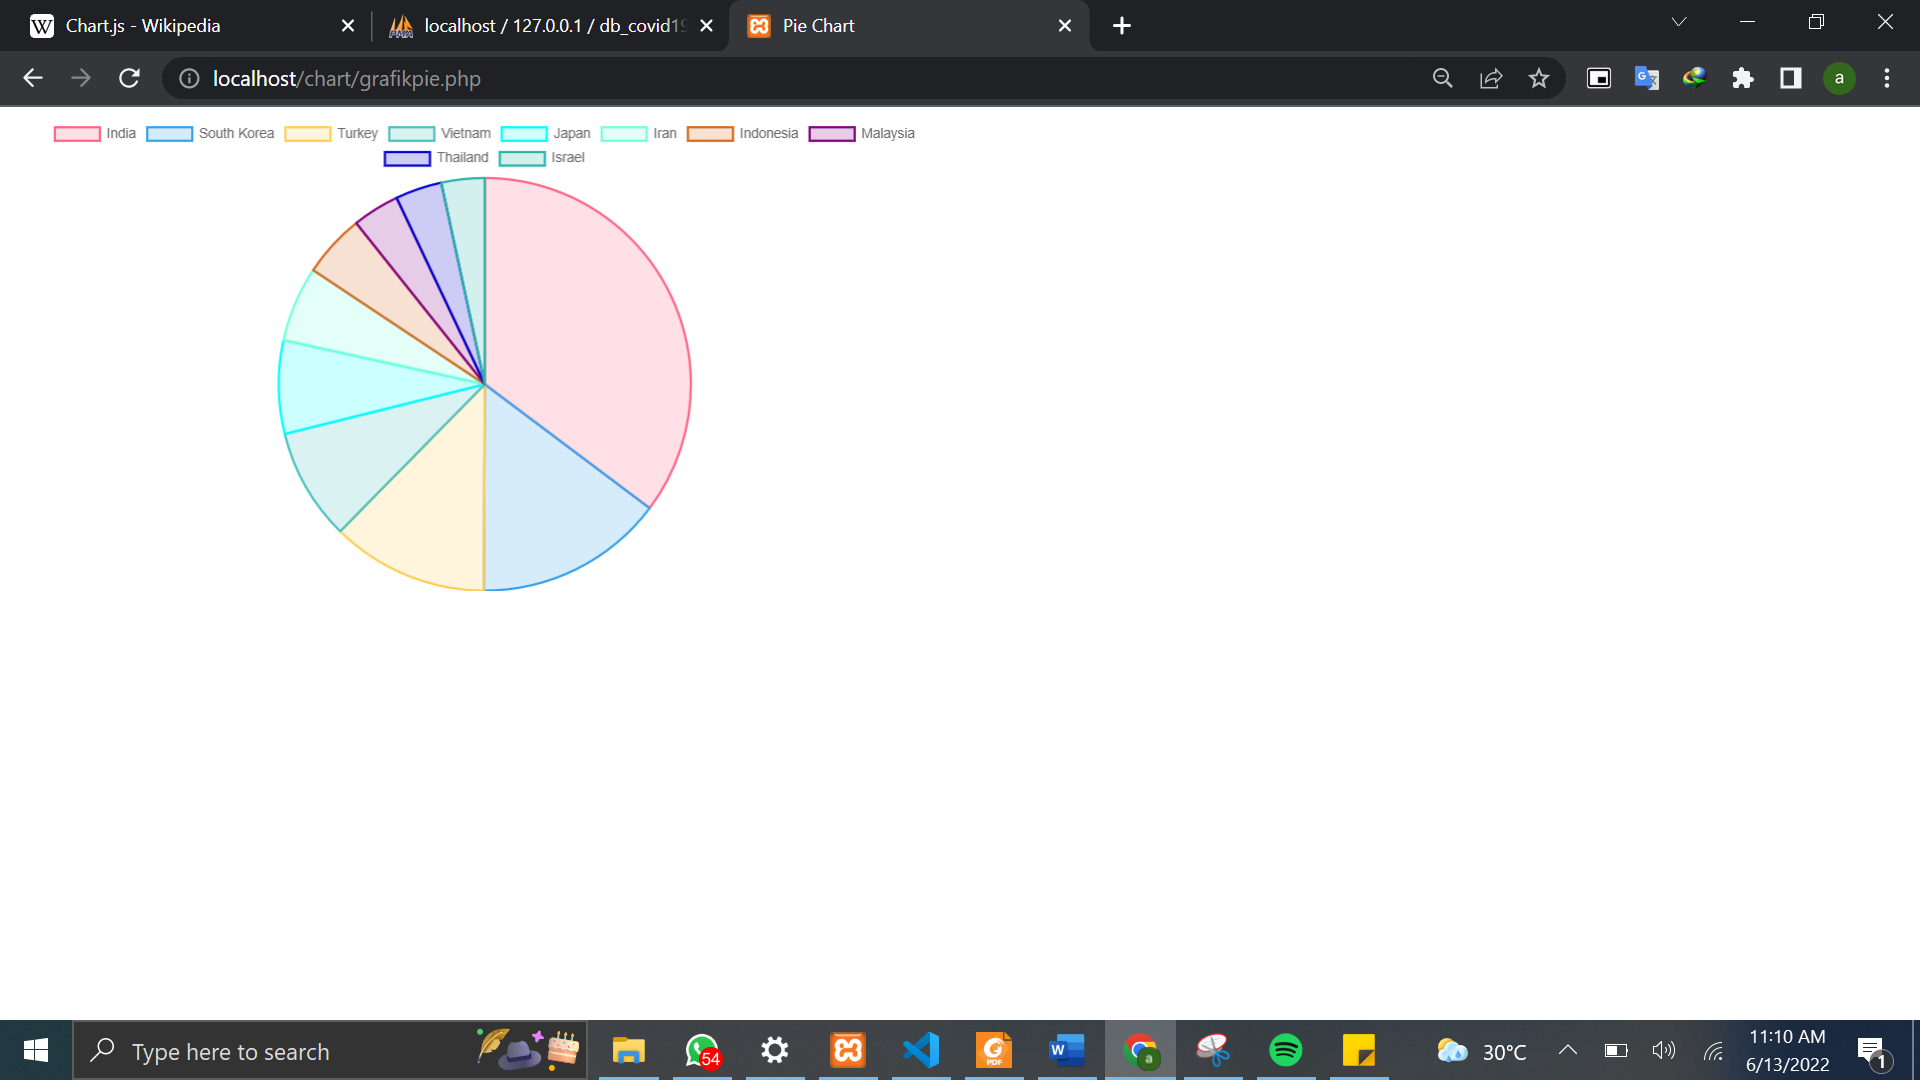 Chart.js - Wikipedia
localhost / 127.0.0.1 / db_covid19
Pie Chart
localhost/chart/grafikpie.php
a
India South Korea Turkey Vietnam Japan Iran Indonesia Malaysia
Thailand Israel
Type here to search
54
PDF
W
a
30°C
11:10 AM
6/13/2022
1